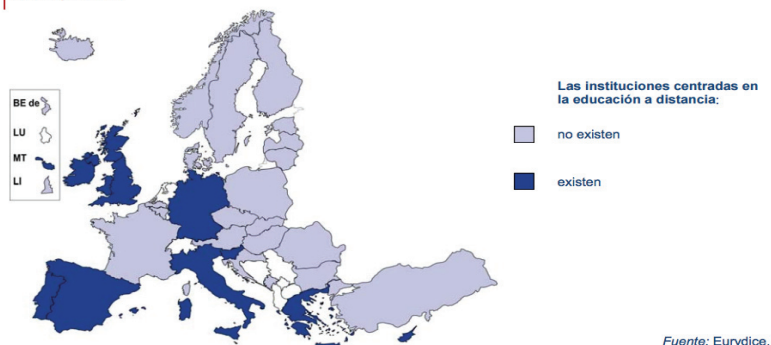 BE de
LU
MT
LI
Las instituciones centradas en
la educación a distancia:
no existen
existen
Fuente: Eurydice.